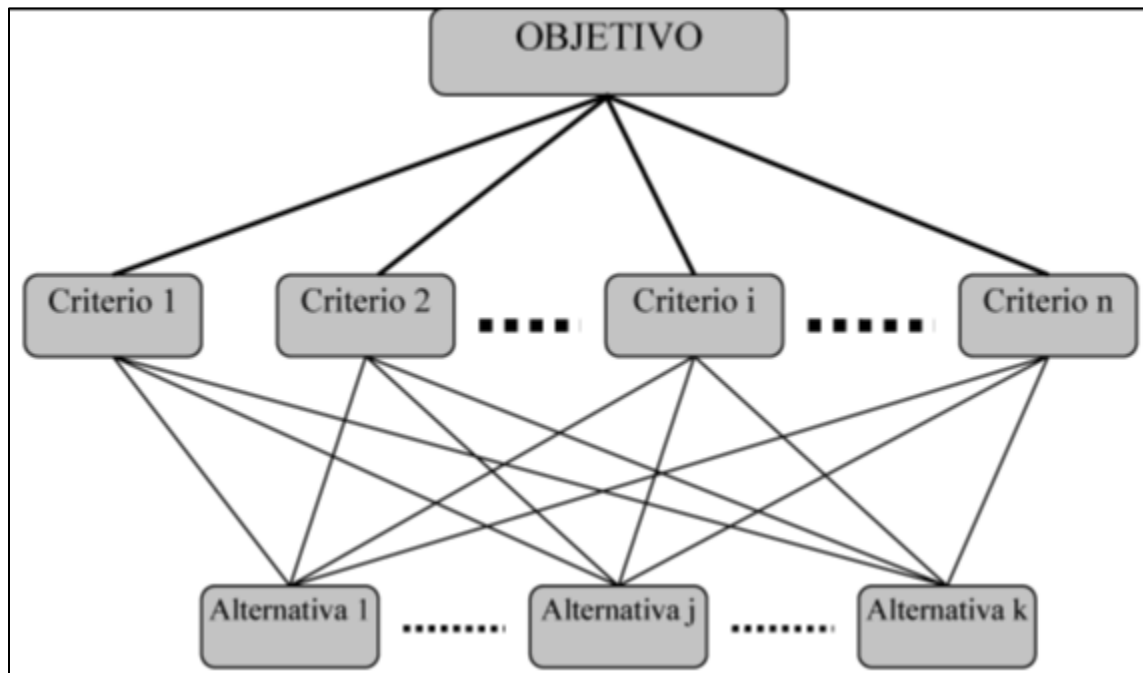 OBJETIVO
Criterio 1
Criterio 2
Criterio i
Criterio n
Alternativa 1
Alternativa j
Alternativa k